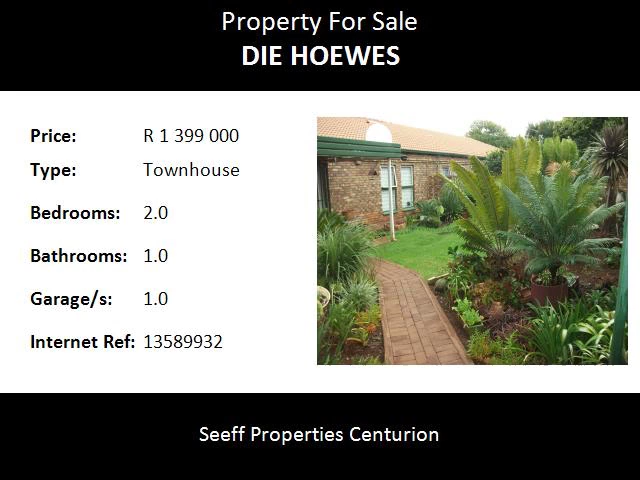 Property For Sale
DIE HOEWES
Price: R 1 399 000
Type: Townhouse
Bedrooms: 2.0
Bathrooms: 1.0
Garage/s: 1.0
Internet Ref: 13589932
Seeff Properties Centurion